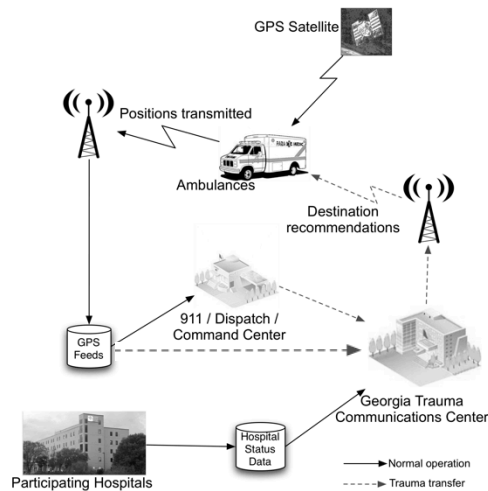 GPS Satellite
Positions transmitted
Ambulances
Destination
recommendations
911 / Dispatch /
Command Center
GPS
Feeds
Georgia Trauma
Communications Center
Hospital
Status
Data
Participating Hospitals
Normal operation
Trauma transfer